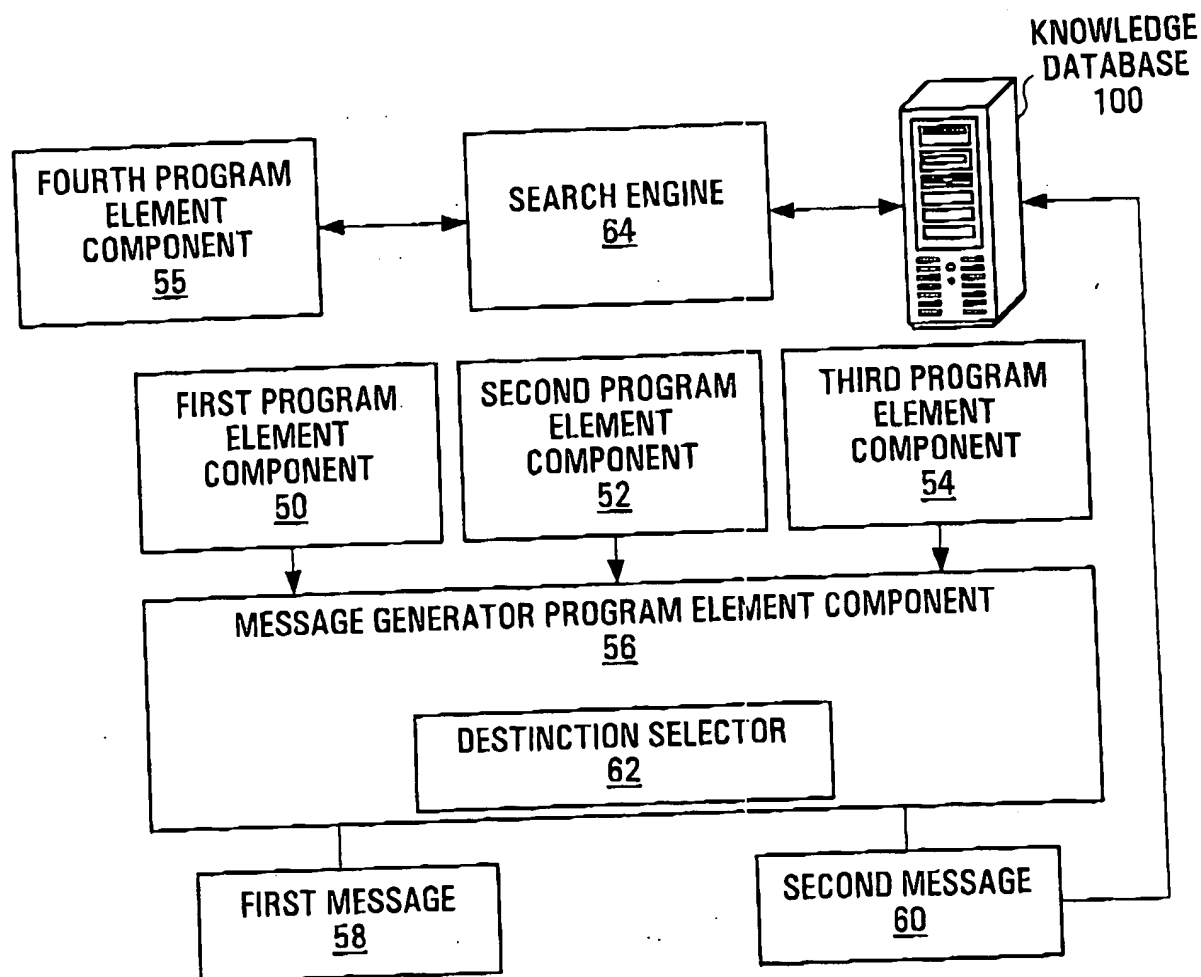 KNOWLEDGE
DATABASE
100
FOURTH PROGRAM
ELEMENT
COMPONENT
55
SEARCH ENGINE
64
FIRST PROGRAM
ELEMENT
COMPONENT
50
SECOND PROGRAM
ELEMENT
COMPONENT
52
THIRD PROGRAM
ELEMENT
COMPONENT
54
MESSAGE GENERATOR PROGRAM ELEMENT COMPONENT
56
DESTINCTION SELECTOR
62
FIRST MESSAGE
58
SECOND MESSAGE
60